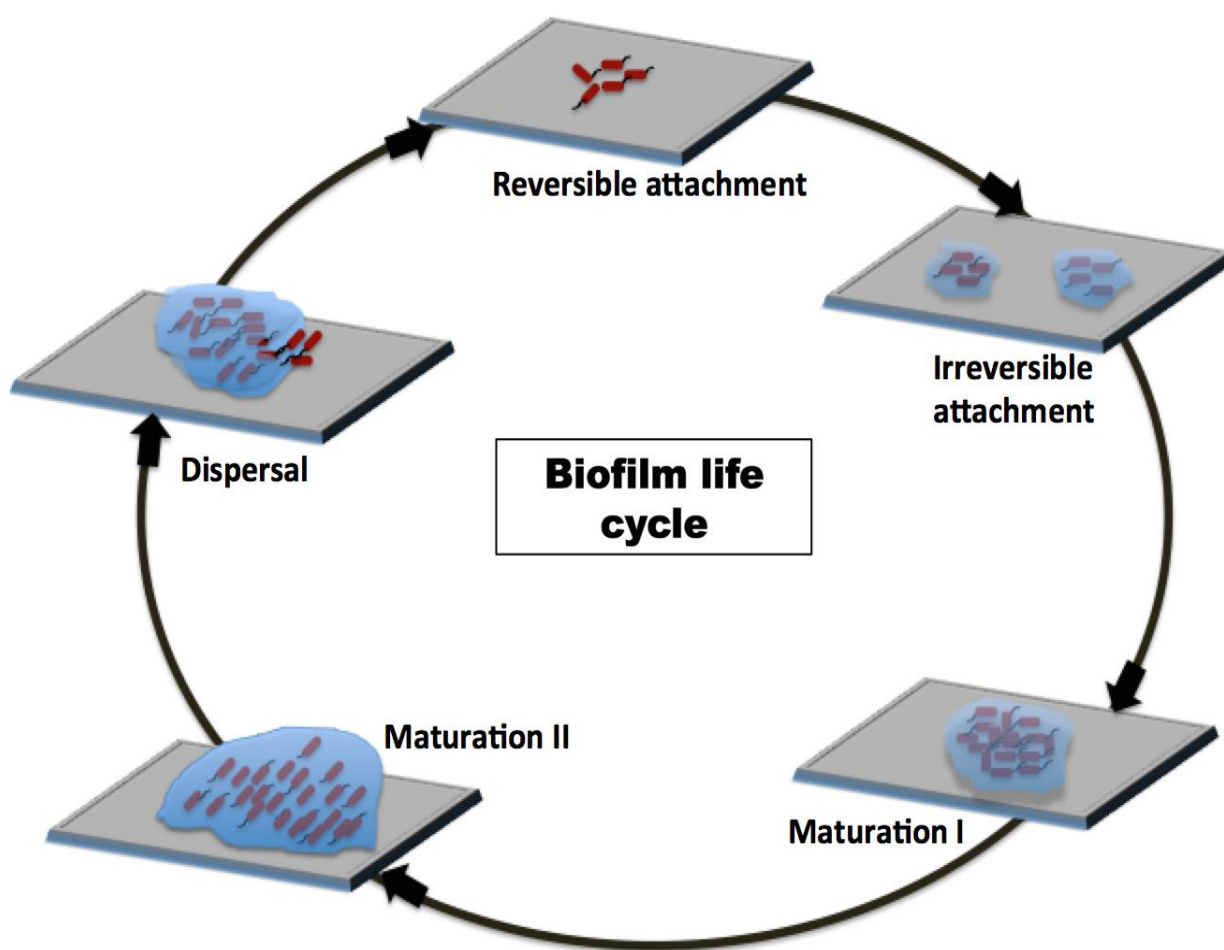 Reversible attachment
Irreversible
attachment
Dispersal
Biofilm life
cycle
Maturation II
Maturation I